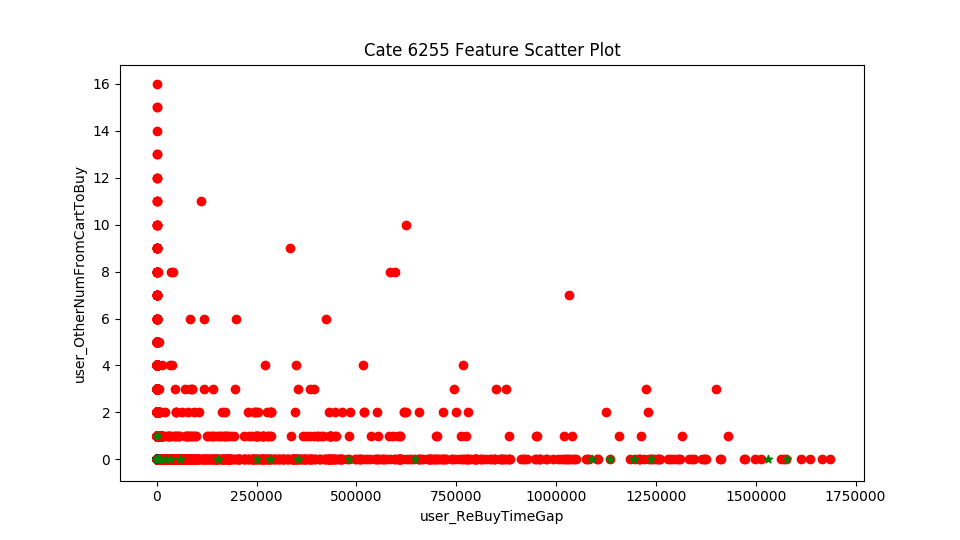 Cate 6255 Feature Scatter Plot
user_OtherNumFromCartToBuy
16
14
12
10
8
6
4
2
0
0 250000 500000 750000 1000000 1250000 1500000 1750000
user_ReBuyTimeGap